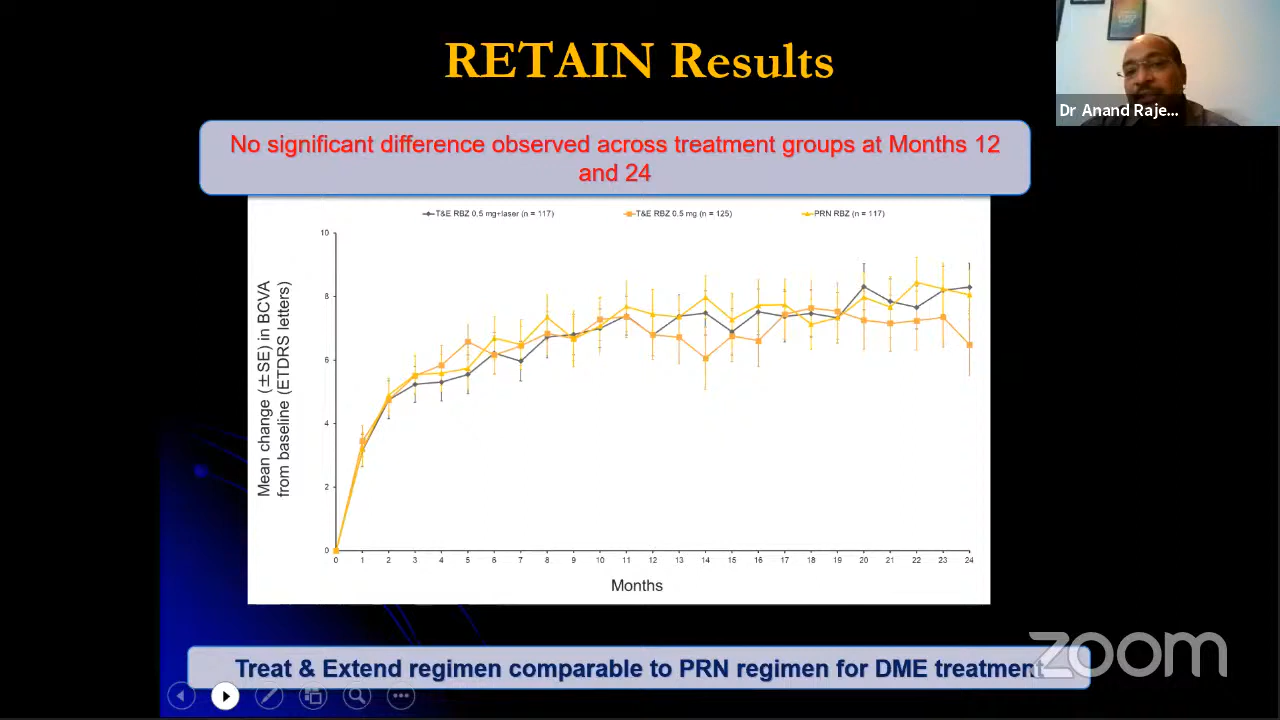 RETAIN Results
Dr Anand Raje...
No significant difference observed across treatment groups at Months 12
and 24
T&E RBZ 0,5 mg+laser (n = 117)
T&E RBZ 0.5 mg (n = 125)
PRN RBZ (n = 117)
Mean change (±SE) in BCVA
from baseline (ETDRS letters)
10
8
6
4
2
0
0 1 2 3 4 5 6 7 8 9 10 11 12 13 14 15 16 17 18 19 20 21 22 23 24
Months
Treat & Extend regimen comparable to PRN regimen for DME treatment
zoom